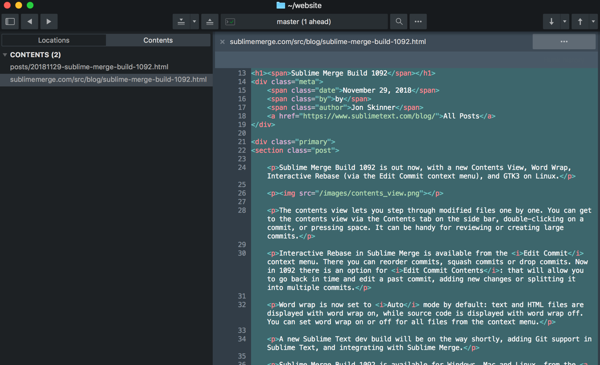 ~/website
master (1 ahead)
Locations
Contents
CONTENTS (2)
posts/20181129-sublime-merge-build-1092.html
sublimemerge.com/src/blog/sublime-merge-build-1092.html
sublimemerge.com/src/blog/sublime-merge-build-1092.html
13 <h1><span>Sublime Merge Build 1092</span></h1>
14 <div class="meta">
15 <span class="date">November 29, 2018</span>
16 <span class="by">by</span>
17 <span class="author">Jon Skinner</span>
18 <a href="https://www.sublimetext.com/blog/">All Posts</a>
19 </div>
20
21 <div class="primary">
22 <section class="post">
23
24 <p>Sublime Merge Build 1092 is out now, with a new Contents View, Word Wrap,
Interactive Rebase (via the Edit Commit context menu), and GTK3 on Linux.</p>
25
26 <p><img src="/images/contents_view.png"></p>
27
28 <p>The contents view lets you step through modified files one by one. You can get
to the contents view via the Contents tab on the side bar, double-clicking on a
commit, or pressing space. It can be handy for reviewing or creating large
commits.</p>
29
30 <p>Interactive Rebase in Sublime Merge is available from the <i>Edit Commit</i>
context menu. There you can reorder commits, squash commits or drop commits. Now
in 1092 there is an option for <i>Edit Commit Contents</i>: that will allow you
to go back in time and edit a past commit, adding new changes or splitting it
into multiple commits.</p>
31
32 <p>Word wrap is now set to <i>Auto</i> mode by default: text and HTML files are
displayed with word wrap on, while source code is displayed with word wrap off.
You can set word wrap on or off for all files from the context menu.</p>
33
34 <p>A new Sublime Text dev build will be on the way shortly, adding Git support in
Sublime Text, and integrating with Sublime Merge.</p>
35
36 <p>Sublime Merge Build 1092 is available for Windows, Mac and Linux, from the <a